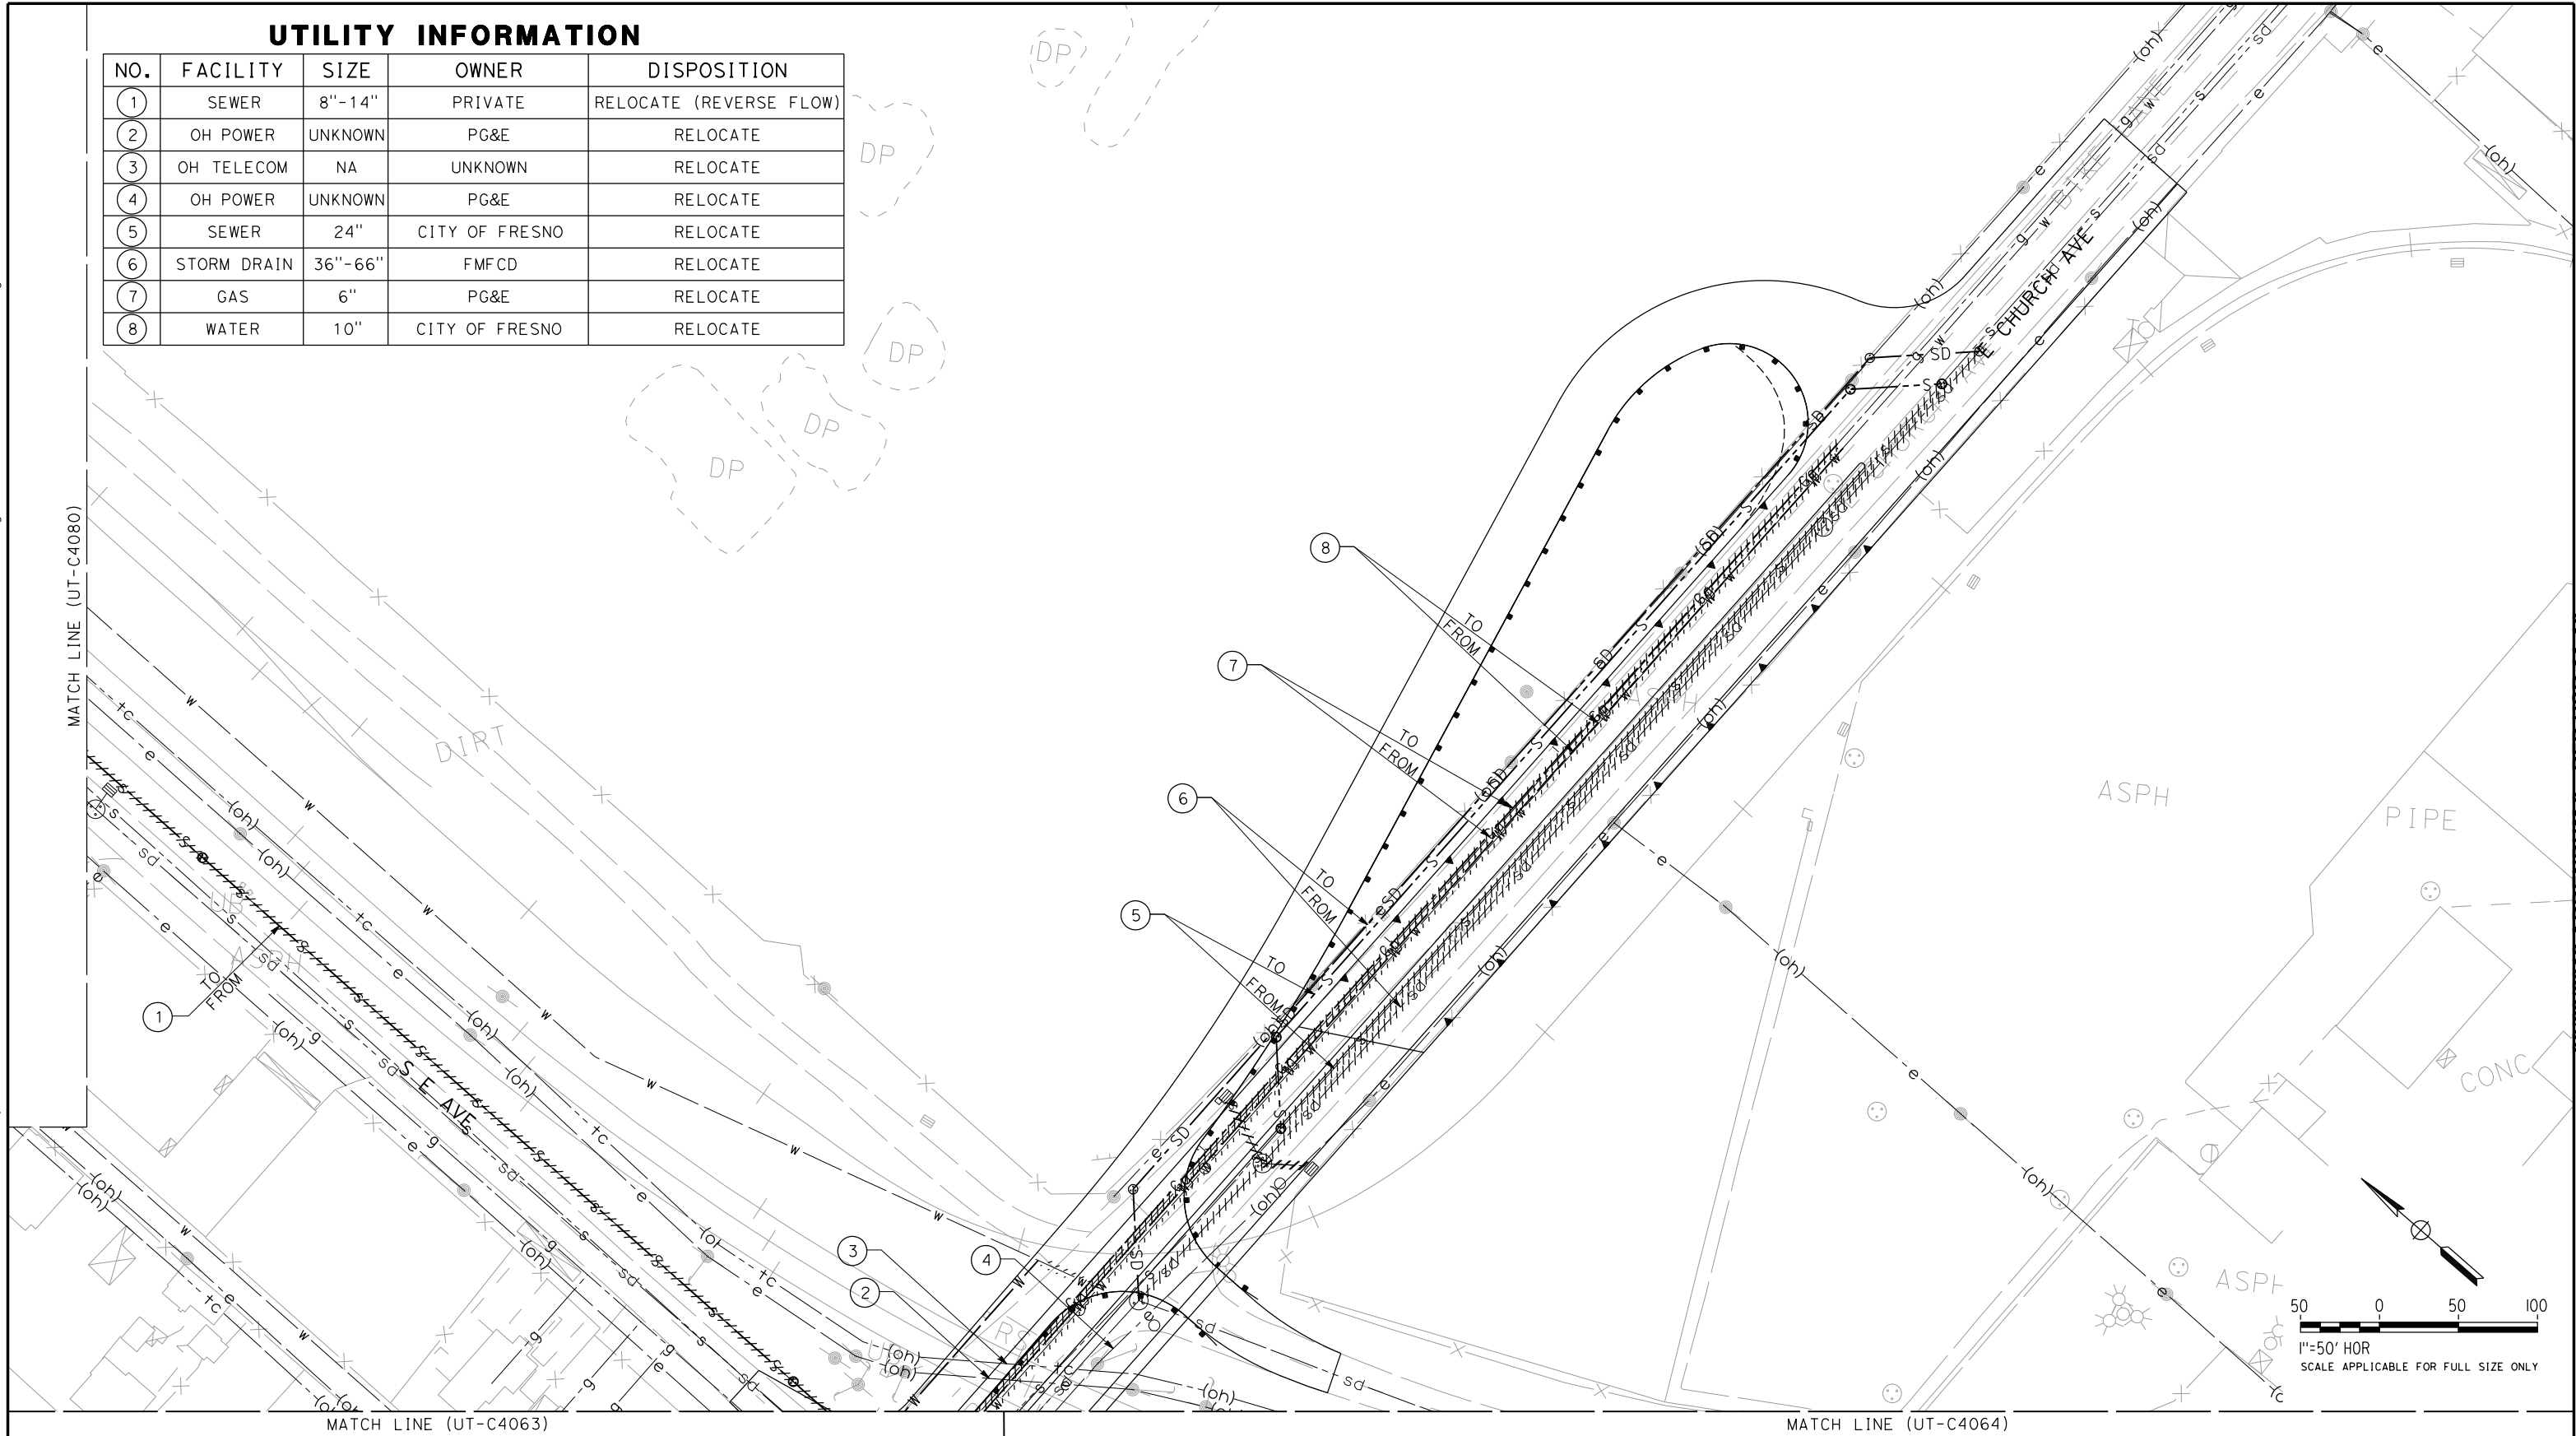 UTILITY INFORMATION
NO. FACILITY SIZE OWNER DISPOSITION
1 SEWER 8"-14" PRIVATE RELOCATE (REVERSE FLOW)
2 OH POWER UNKNOWN PG&E RELOCATE
3 OH TELECOM NA UNKNOWN RELOCATE
4 OH POWER UNKNOWN PG&E RELOCATE
5 SEWER 24" CITY OF FRESNO RELOCATE
6 STORM DRAIN 36"-66" FMFCD RELOCATE
7 GAS 6" PG&E RELOCATE
8 WATER 10" CITY OF FRESNO RELOCATE
DP
DP
DP
DP
DP
MATCH LINE (UT-C4080)
E CHURCH AVE
8
TO
FROM
7
TO
FROM
6
TO
FROM
5
TO
FROM
DIRT
ASPH
PIPE
CONC
ASPH
1
TO
FROM
S E AVE
3
2
4
50 0 50 100
1"=50' HOR
SCALE APPLICABLE FOR FULL SIZE ONLY
MATCH LINE (UT-C4063)
MATCH LINE (UT-C4064)